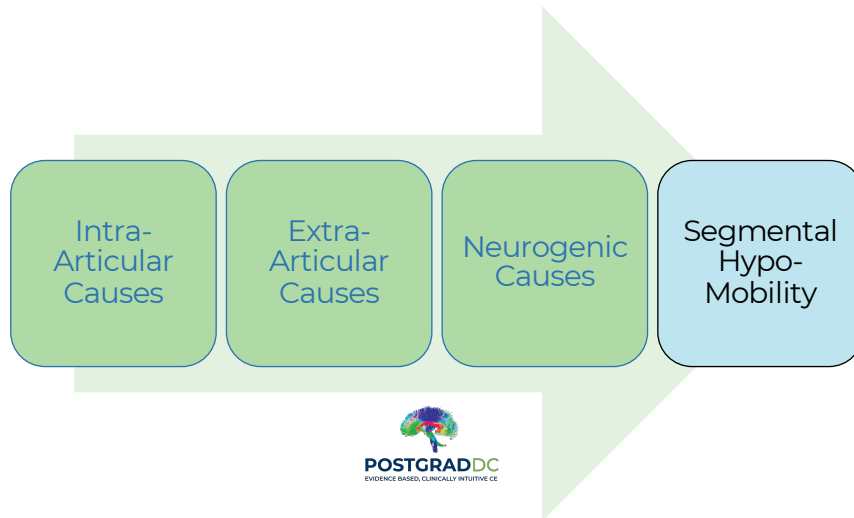 Intra-
Articular
Causes
Extra-
Articular
Causes
Neurogenic
Causes
Segmental
Hypo-
Mobility
POSTGRADDC
EVIDENCE BASED, CLINICALLY INTUITIVE CE